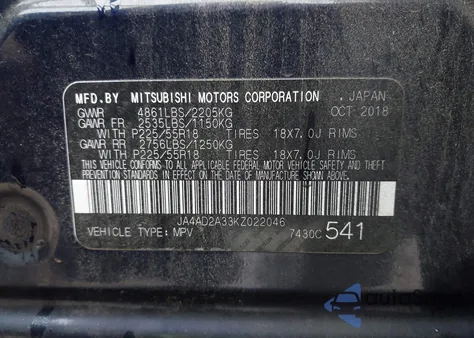 MFD.BY MITSUBISHI MOTORS CORPORATION , JAPAN
GVWR 4861LBS/2205KG OCT 2018
GAWR FR 2535LBS/1150KG
WITH P225/55R18 TIRES 18X7.0J RIMS
GAWR RR 2756LBS/1250KG
WITH P225/55R18 TIRES 18X7.0J RIMS
THIS VEHICLE CONFORMS TO ALL APPLICABLE FEDERAL MOTOR VEHICLE SAFETY AND THEFT
PREVENTION STANDARDS IN EFFECT ON THE DATE OF MANUFACTURE SHOWN ABOVE.
JA4AD2A33KZ022046
VEHICLE TYPE: MPV 7430C 541